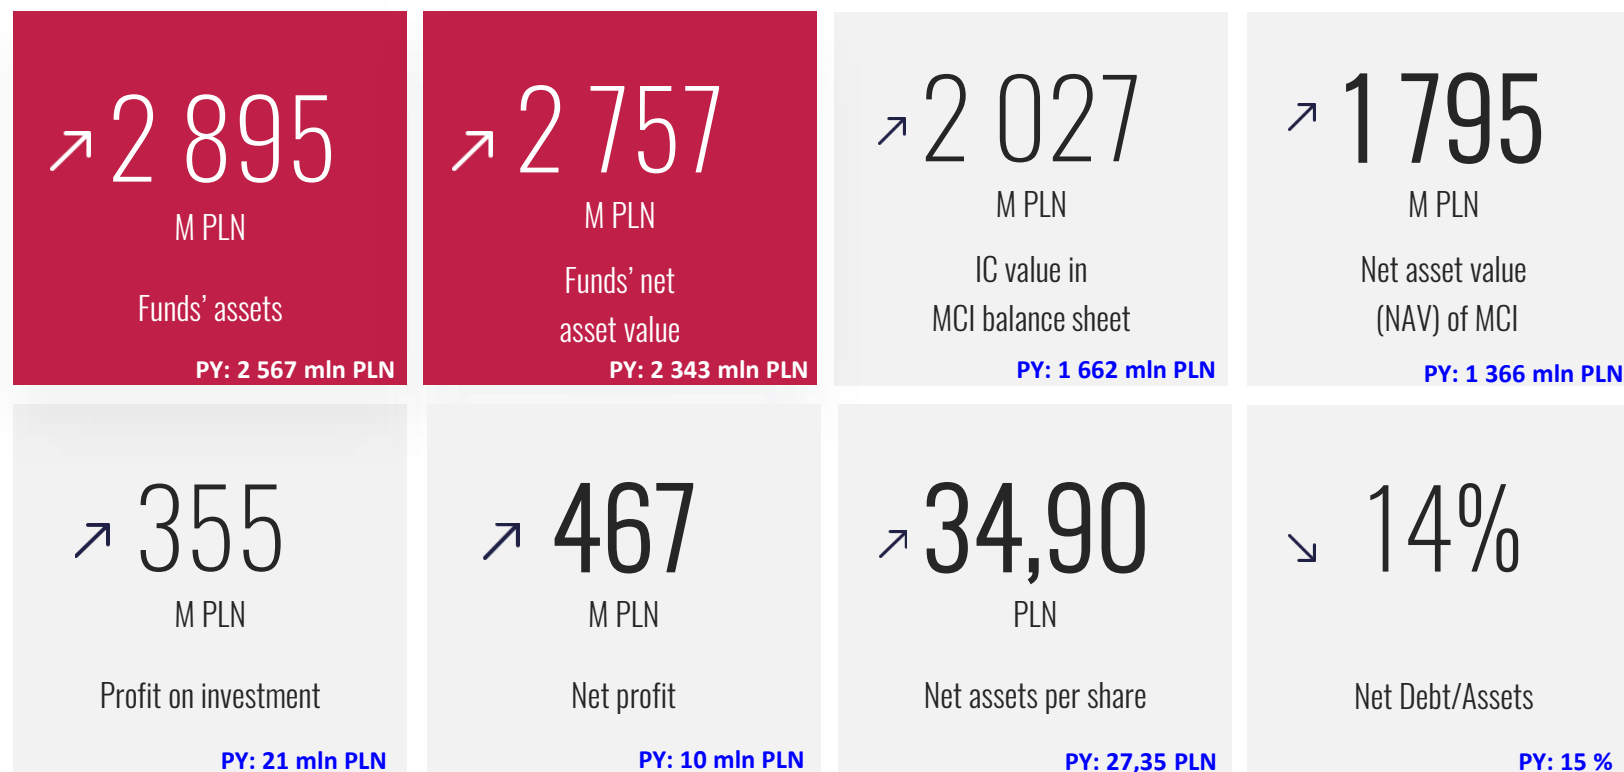 2 895
M PLN
Funds’ assets
PY: 2 567 mln PLN
2 757
M PLN
Funds’ net
asset value
PY: 2 343 mln PLN
2 027
M PLN
IC value in
MCI balance sheet
PY: 1 662 mln PLN
1 795
M PLN
Net asset value
(NAV) of MCI
PY: 1 366 mln PLN
355
M PLN
Profit on investment
PY: 21 mln PLN
467
M PLN
Net profit
PY: 10 mln PLN
34,90
PLN
Net assets per share
PY: 27,35 PLN
14%
Net Debt/Assets
PY: 15 %